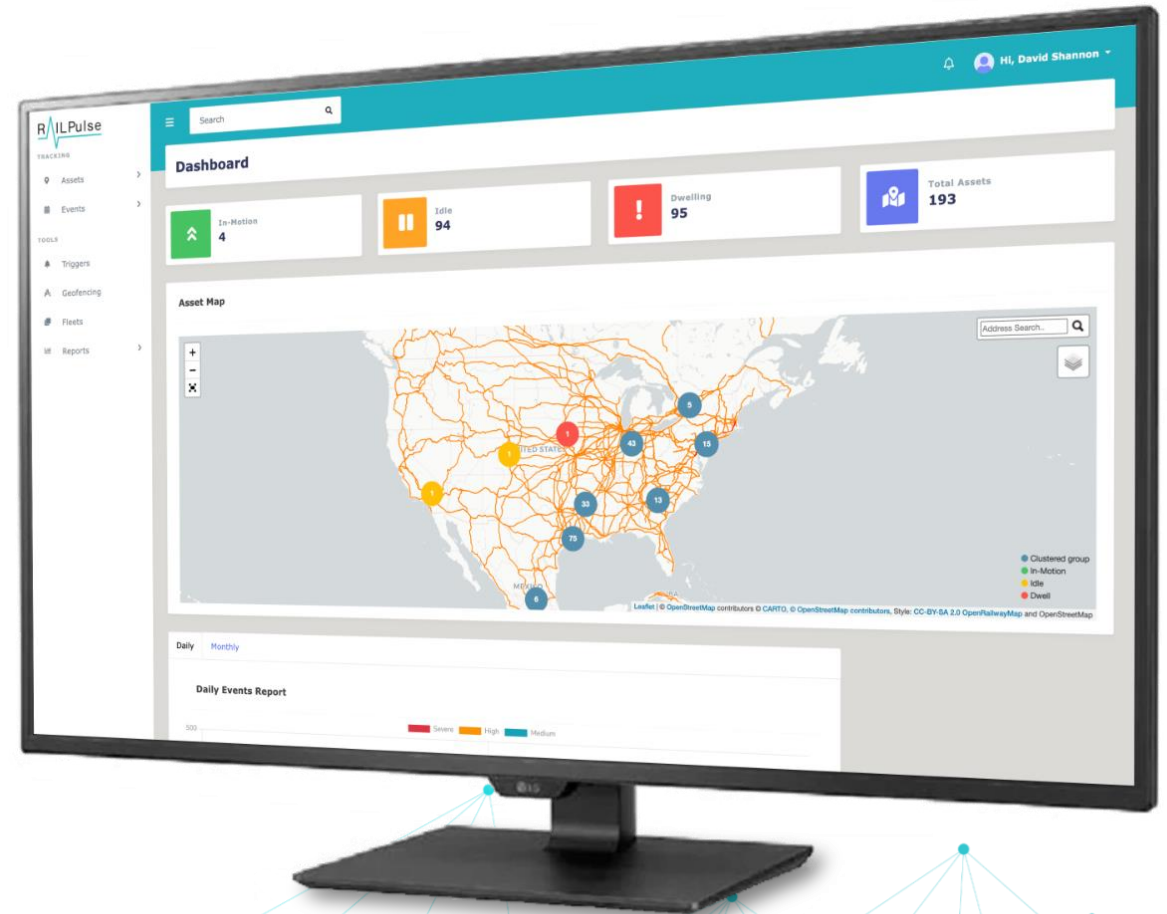 Hi, David Shannon
Search
RAILPulse
TRACKING
Assets
Events
TOOLS
Triggers
Geofencing
Fleets
Reports
Dashboard
In-Motion
4
Idle
94
Dwelling
95
Total Assets
193
Asset Map
+
-
Address Search..
5
43
15
1
1
1
33
13
75
6
UNITED STATES
Clustered group
In-Motion
Idle
Dwell
Leaflet | © OpenStreetMap contributors © CARTO, © OpenStreetMap contributors, Style: CC-BY-SA 2.0 OpenRailwayMap and OpenStreetMap
Daily Monthly
Daily Events Report
500
Severe High Medium
LG